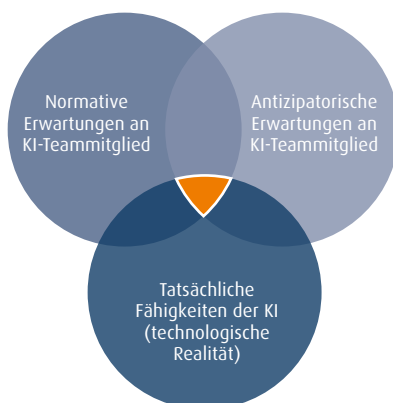 Normative
Erwartungen an
KI-Teammitglied
Antizipatorische
Erwartungen an
KI-Teammitglied
Tatsächliche
Fähigkeiten der KI
(technologische
Realität)